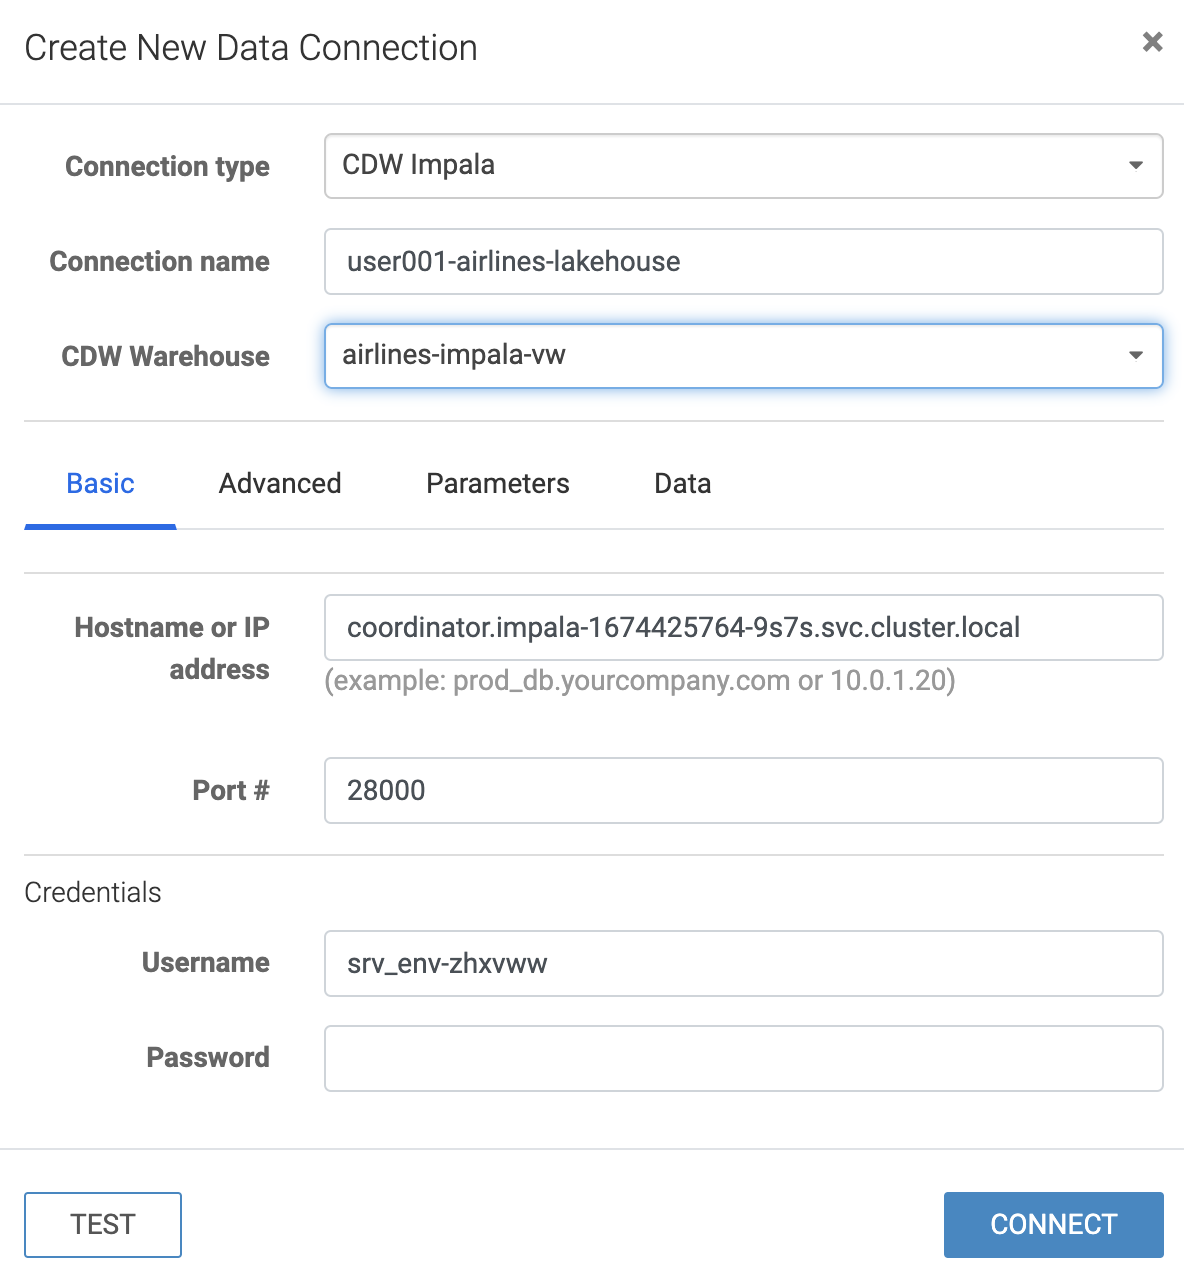 Create New Data Connection
Connection type
CDW Impala
Connection name
user001-airlines-lakehouse
CDW Warehouse
airlines-impala-vw
Basic Advanced Parameters Data
Hostname or IP
address
coordinator.impala-1674425764-9s7s.svc.cluster.local
(example: prod_db.yourcompany.com or 10.0.1.20)
Port #
28000
Credentials
Username
srv_env-zhxvww
Password
TEST
CONNECT